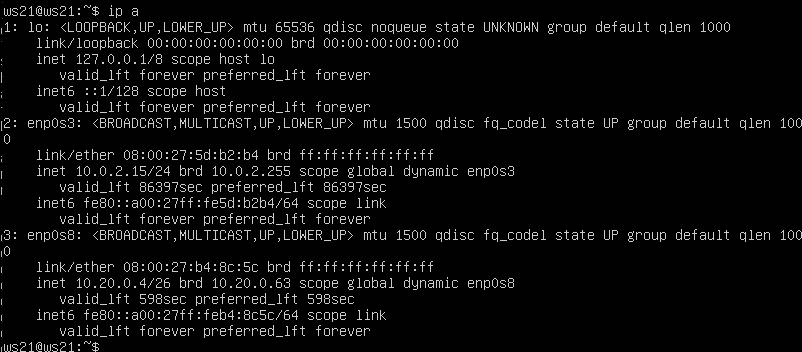 ws21@ws21:~$ ip a
1: lo: <LOOPBACK,UP,LOWER_UP> mtu 65536 qdisc noqueue state UNKNOWN group default qlen 1000
    link/loopback 00:00:00:00:00:00 brd 00:00:00:00:00:00
    inet 127.0.0.1/8 scope host lo
       valid_lft forever preferred_lft forever
    inet6 ::1/128 scope host
       valid_lft forever preferred_lft forever
2: enp0s3: <BROADCAST,MULTICAST,UP,LOWER_UP> mtu 1500 qdisc fq_codel state UP group default qlen 100
0
    link/ether 08:00:27:5d:b2:b4 brd ff:ff:ff:ff:ff:ff
    inet 10.0.2.15/24 brd 10.0.2.255 scope global dynamic enp0s3
       valid_lft 86397sec preferred_lft 86397sec
    inet6 fe80::a00:27ff:fe5d:b2b4/64 scope link
       valid_lft forever preferred_lft forever
3: enp0s8: <BROADCAST,MULTICAST,UP,LOWER_UP> mtu 1500 qdisc fq_codel state UP group default qlen 100
0
    link/ether 08:00:27:b4:8c:5c brd ff:ff:ff:ff:ff:ff
    inet 10.20.0.4/26 brd 10.20.0.63 scope global dynamic enp0s8
       valid_lft 598sec preferred_lft 598sec
    inet6 fe80::a00:27ff:feb4:8c5c/64 scope link
       valid_lft forever preferred_lft forever
ws21@ws21:~$